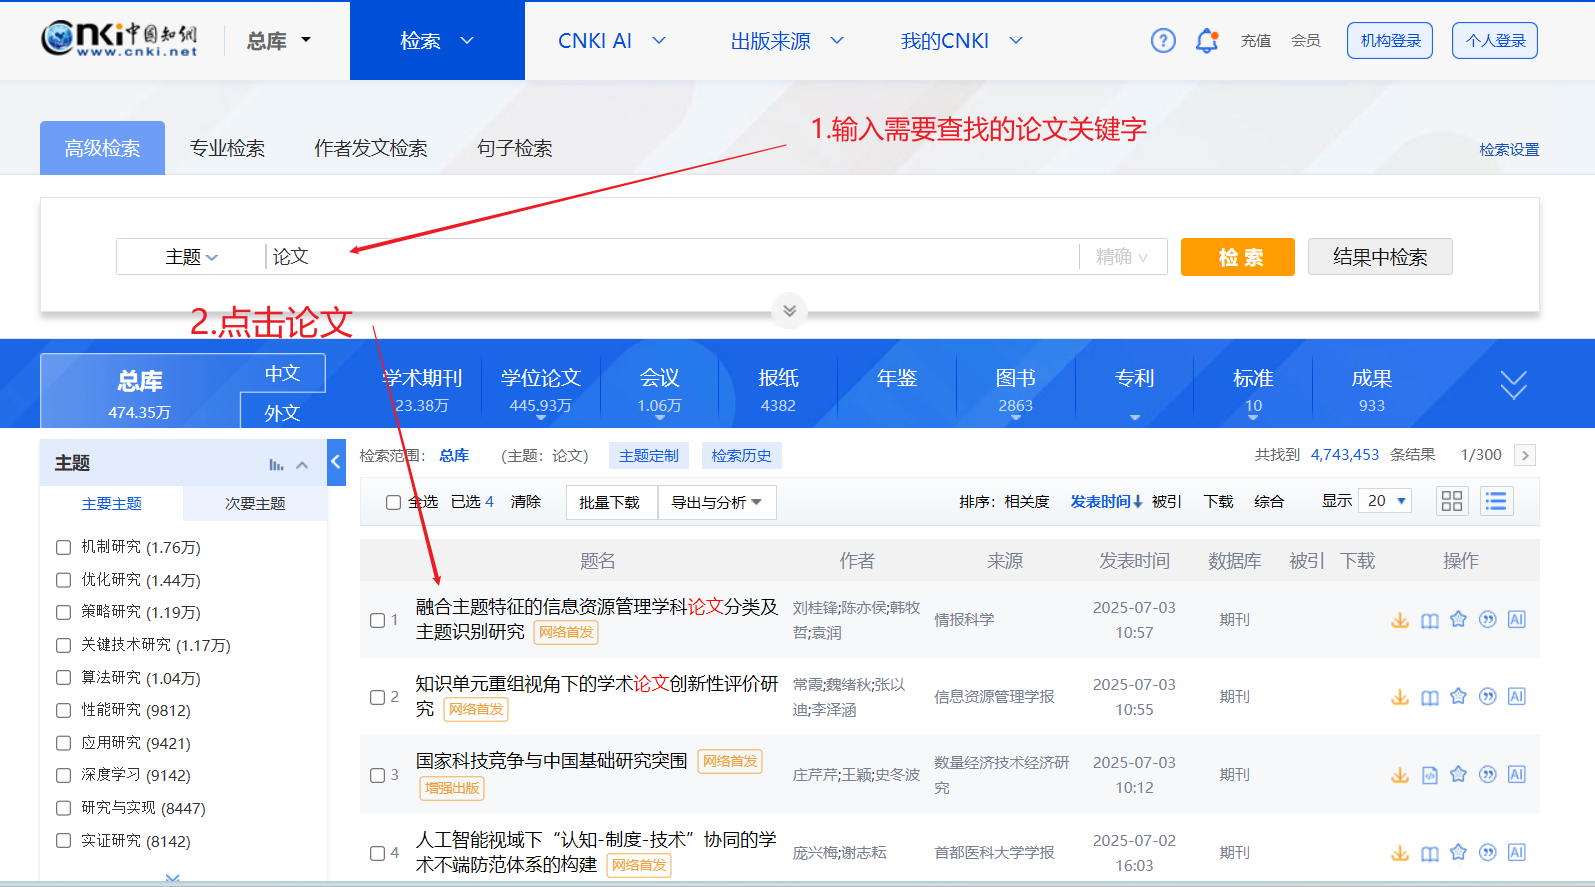 cnki中国知網
www.cnki.net
总库
检索
CNKI AI
出版来源
我的CNKI
充值
会员
机构登录
个人登录
高级检索
专业检索
作者发文检索
句子检索
1.输入需要查找的论文关键字
检索设置
主题
论文
精确
检 索
结果中检索
2.点击论文
总库
474.35万
中文
外文
学术期刊
23.38万
学位论文
445.93万
会议
1.06万
报纸
4382
年鉴
图书
2863
专利
标准
10
成果
933
主题
主要主题
次要主题
机制研究 (1.76万)
优化研究 (1.44万)
策略研究 (1.19万)
关键技术研究 (1.17万)
算法研究 (1.04万)
性能研究 (9812)
应用研究 (9421)
深度学习 (9142)
研究与实现 (8447)
实证研究 (8142)
检索范围： 总库 (主题：论文) 主题定制 检索历史
共找到 4,743,453 条结果 1/300
全选 已选 4 清除 批量下载 导出与分析
排序： 相关度 发表时间↓ 被引 下载 综合 显示 20
题名 作者 来源 发表时间 数据库 被引 下载 操作
1
融合主题特征的信息资源管理学科论文分类及
主题识别研究 网络首发
刘桂锋;陈亦侯;韩牧
哲;袁润
情报科学
2025-07-03
10:57
期刊
AI
2
知识单元重组视角下的学术论文创新性评价研
究 网络首发
常霞;魏绪秋;张以
迪;李泽涵
信息资源管理学报
2025-07-03
10:55
期刊
AI
3
国家科技竞争与中国基础研究突围 网络首发
增强出版
庄芹芹;王颖;史冬波
数量经济技术经济研
究
2025-07-03
10:12
期刊
AI
4
人工智能视域下“认知-制度-技术”协同的学
术不端防范体系的构建 网络首发
庞兴梅;谢志耘
首都医科大学学报
2025-07-02
16:03
期刊
AI